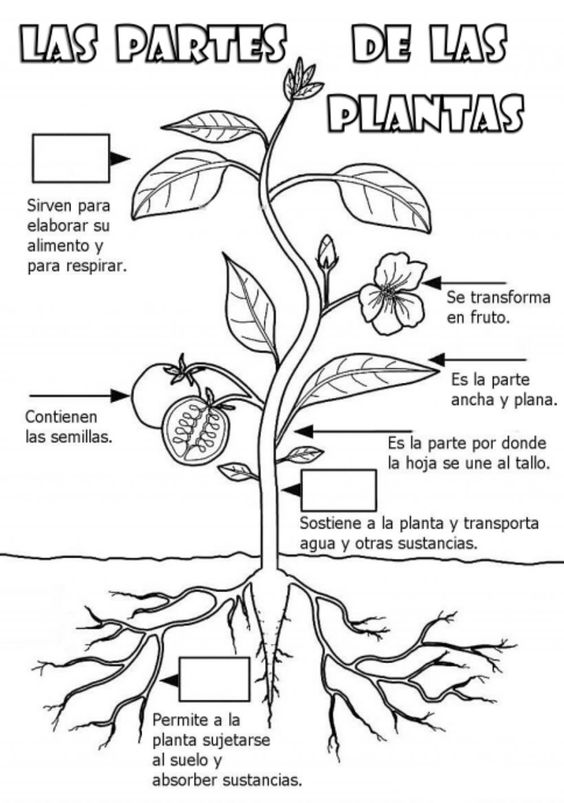 LAS PARTES DE LAS
PLANTAS
Sirven para
elaborar su
alimento y
para respirar.
Se transforma
en fruto.
Es la parte
ancha y plana.
Contienen
las semillas.
Es la parte por donde
la hoja se une al tallo.
Sostiene a la planta y transporta
agua y otras sustancias.
Permite a la
planta sujetarse
al suelo y
absorber sustancias.